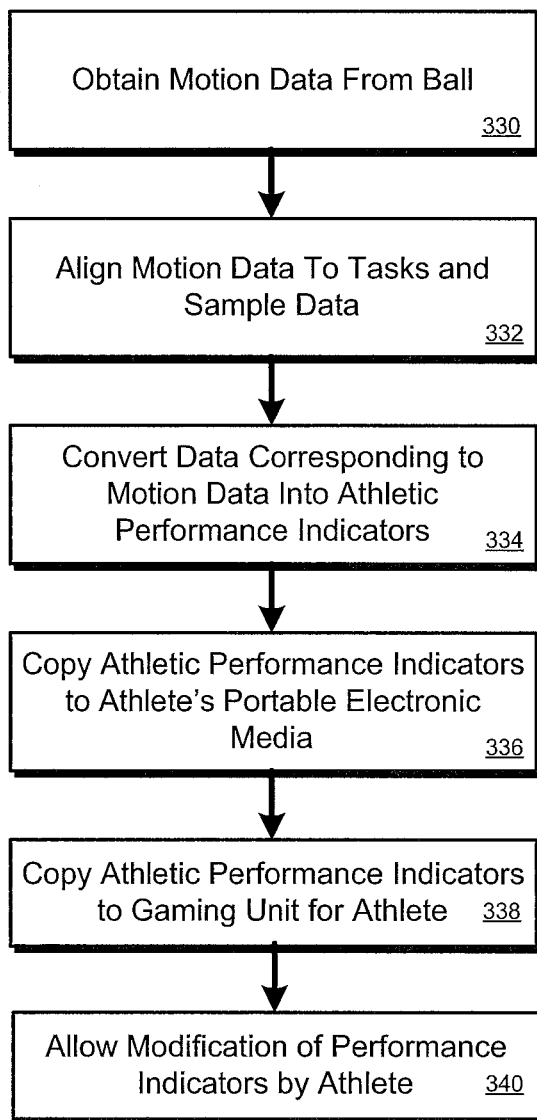 Obtain Motion Data From Ball
330
Align Motion Data To Tasks and
Sample Data
332
Convert Data Corresponding to
Motion Data Into Athletic
Performance Indicators
334
Copy Athletic Performance Indicators
to Athlete's Portable Electronic
Media
336
Copy Athletic Performance Indicators
to Gaming Unit for Athlete
338
Allow Modification of Performance
Indicators by Athlete
340